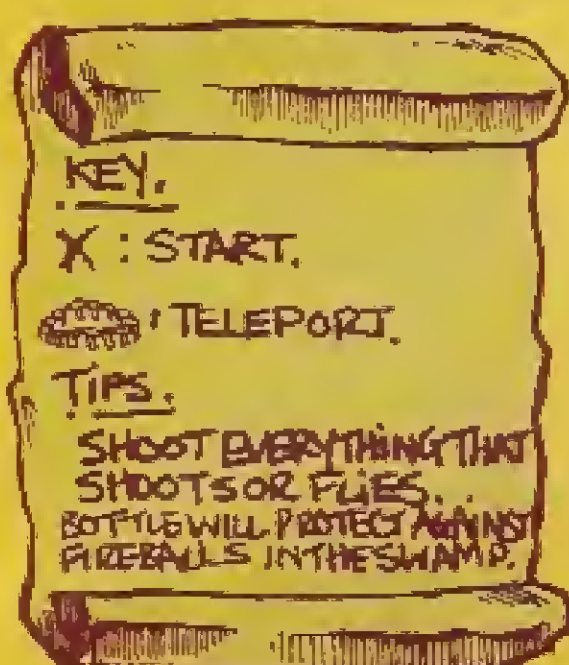 KEY.
X : START.
: TELEPORT.
TIPS.
SHOOT EVERYTHING THAT
SHOOTS OR FLIES...
BOTTLE WILL PROTECT AGAINST
FIREBALLS IN THE SWAMP.